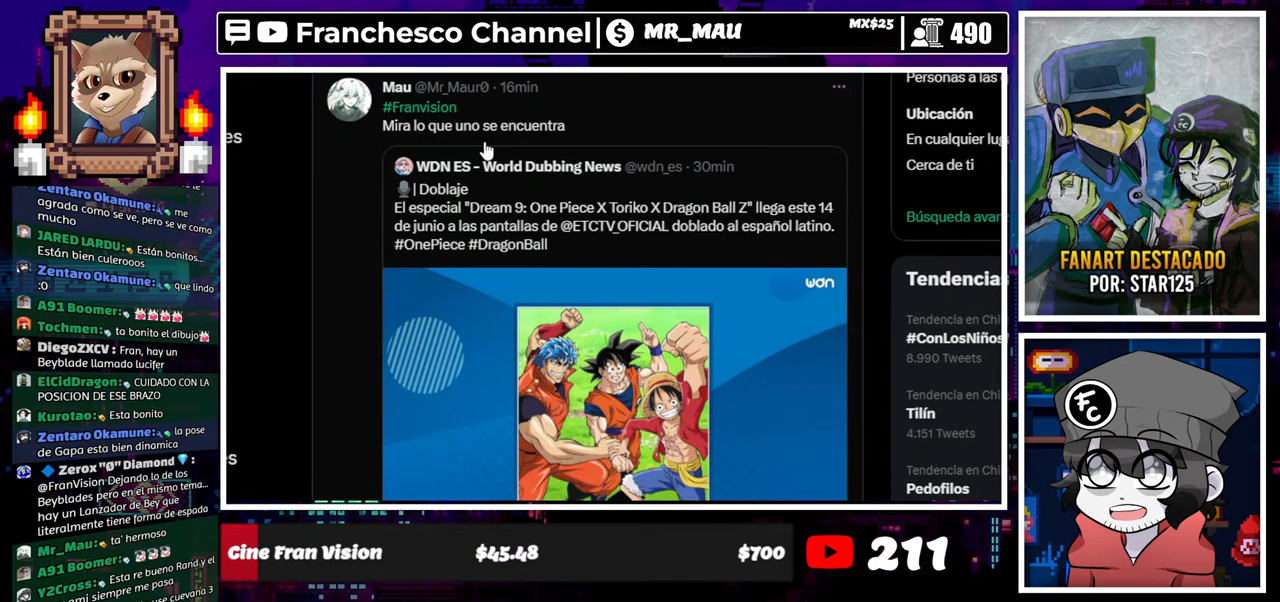 Franchesco Channel
MR_MAU
MX$25
490
te
Zentaro Okamune: me
agrada como se ve, pero se ve como
mucho
JARED LARDU: Están bonitos...
Están bien culerooos
Zentaro Okamune: que lindo
:O
A91 Boomer:
Tochmen: ta bonito el dibujo
DiegoZXCV: Fran, hay un
Beyblade llamado lucifer
ElCidDragon: CUIDADO CON LA
POSICION DE ESE BRAZO
Kurotao: Esta bonito
Zentaro Okamune: la pose
de Gapa esta bien dinamica
Zerox "Ø" Diamond:
@FranVision Dejando lo de los
Beyblades pero en el mismo tema...
hay un Lanzador de Bey que
literalmente tiene forma de espada
Mr_Mau: ta' hermoso
A91 Boomer:
Y2Cross: Esta re bueno Rand y el
ami siempre me pasa
use cuevana 3
es
s
Mau @Mr_Maur0 · 16min
#Franvision
Mira lo que uno se encuentra
WDN ES - World Dubbing News @wdn_es · 30min
| Doblaje
El especial "Dream 9: One Piece X Toriko X Dragon Ball Z" llega este 14
de junio a las pantallas de @ETCTV_OFICIAL doblado al español latino.
#OnePiece #DragonBall
wdn
Personas a las
Ubicación
En cualquier lug
Cerca de ti
Búsqueda avan
Tendencias
Tendencia en Chi
#ConLosNiños
8.990 Tweets
Tendencia en Chi
Tilín
4.151 Tweets
Tendencia en Chi
Pedofilos
FANART DESTACADO
POR: STAR125
FC
Cine Fran Vision
$45.48
$700
211